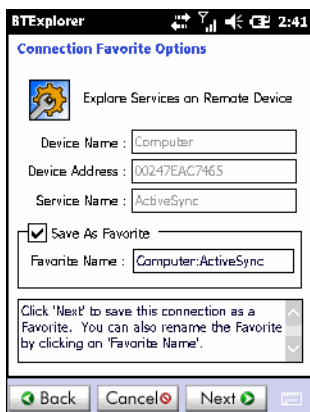 BTExplorer 2:41
Connection Favorite Options
Explore Services on Remote Device
Device Name : Computer
Device Address : 00247EAC7465
Service Name : ActiveSync
Save As Favorite
Favorite Name : Computer:ActiveSync
Click 'Next' to save this connection as a
Favorite. You can also rename the Favorite
by clicking on 'Favorite Name'.
Back Cancel Next